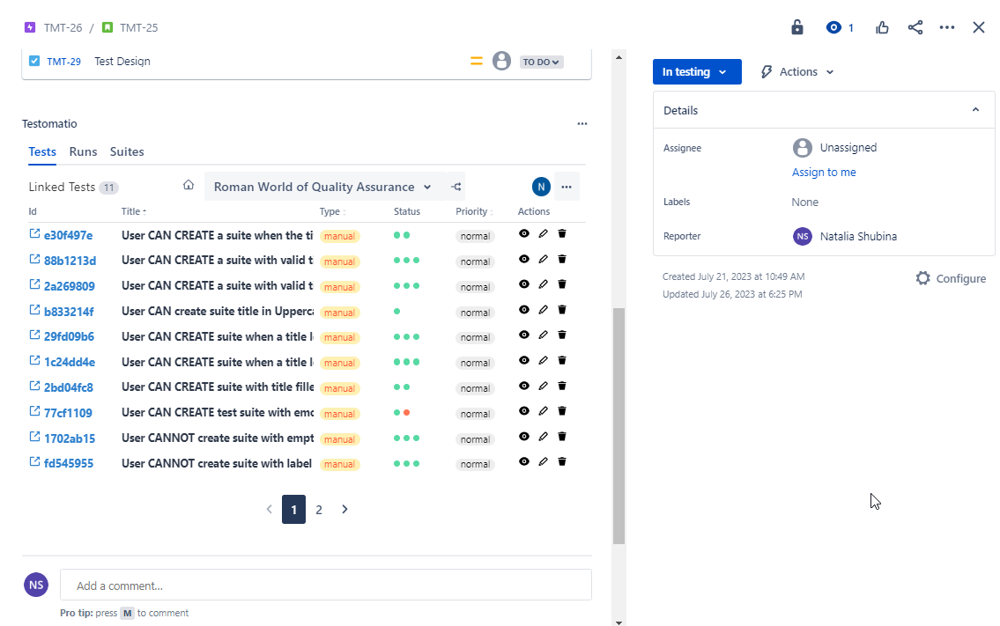 TMT-26 / TMT-25
1
TMT-29 Test Design TO DO
In testing Actions
Details
Assignee Unassigned
Assign to me
Labels None
Reporter NS Natalia Shubina
Created July 21, 2023 at 10:49 AM
Updated July 26, 2023 at 6:25 PM
Configure
Testomatio
Tests Runs Suites
Linked Tests 11 Roman World of Quality Assurance N
Id Title Type Status Priority Actions
e30f497e User CAN CREATE a suite when the ti manual normal
88b1213d User CAN CREATE a suite with valid t manual normal
2a269809 User CAN CREATE a suite with valid t manual normal
b833214f User CAN create suite title in Upperca manual normal
29fd09b6 User CAN CREATE suite when a title l manual normal
1c24dd4e User CAN CREATE suite when a title l manual normal
2bd04fc8 User CAN CREATE suite with title fille manual normal
77cf1109 User CAN CREATE test suite with emo manual normal
1702ab15 User CANNOT create suite with empt manual normal
fd545955 User CANNOT create suite with label manual normal
1 2
NS Add a comment...
Pro tip: press M to comment